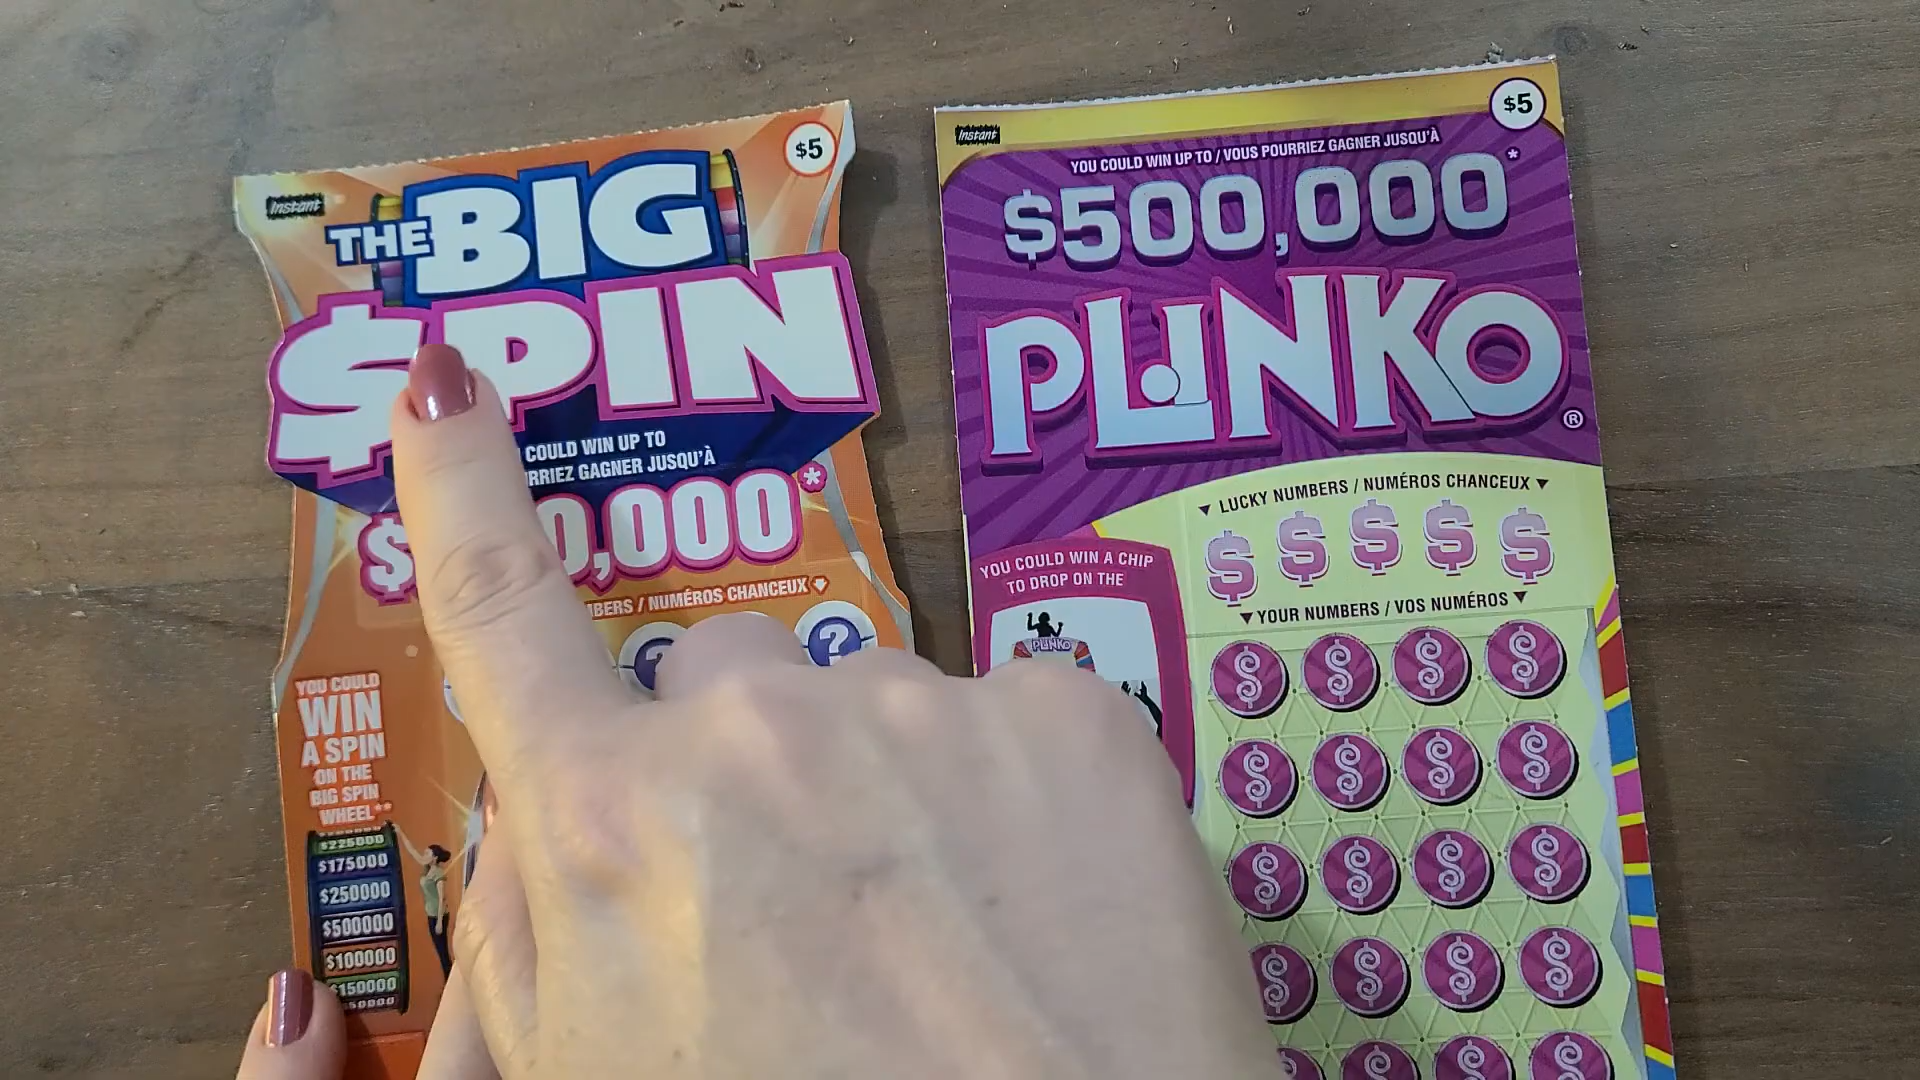 Instant
$5
THE BIG
$PIN
COULD WIN UP TO
GAGNER JUSQU'À
/ NUMÉROS CHANCEUX
?
?
YOU COULD
WIN
A SPIN
ON THE
BIG SPIN
WHEEL**
$225000
$175000
$250000
$500000
$100000
$150000
Instant
$5
YOU COULD WIN UP TO / VOUS POURRIEZ GAGNER JUSQU'À
$500,000*
PLINKO®
LUCKY NUMBERS / NUMÉROS CHANCEUX
$ $ $ $ $
YOUR NUMBERS / VOS NUMÉROS
YOU COULD WIN A CHIP
TO DROP ON THE
PLINKO
$ $ $ $
$ $ $ $
$ $ $ $
$ $ $ $
$ $ $ $